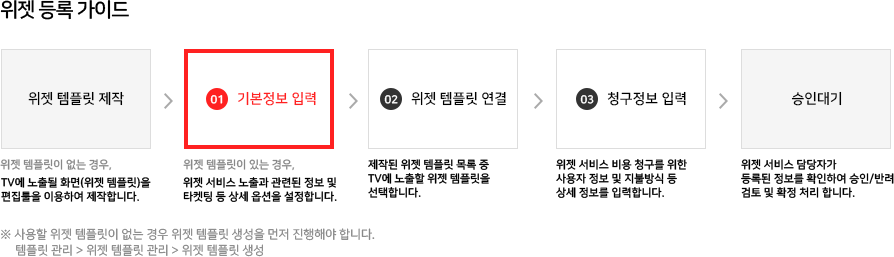 위젯 등록 가이드
위젯 템플릿 제작
01 기본정보 입력
02 위젯 템플릿 연결
03 청구정보 입력
승인대기
위젯 템플릿이 없는 경우,
TV에 노출될 화면(위젯 템플릿)을
편집툴을 이용하여 제작합니다.
위젯 템플릿이 있는 경우,
위젯 서비스 노출과 관련된 정보 및
타켓팅 등 상세 옵션을 설정합니다.
제작된 위젯 템플릿 목록 중
TV에 노출할 위젯 템플릿을
선택합니다.
위젯 서비스 비용 청구를 위한
사용자 정보 및 지불방식 등
상세 정보를 입력합니다.
위젯 서비스 담당자가
등록된 정보를 확인하여 승인/반려
검토 및 확정 처리 합니다.
※ 사용할 위젯 템플릿이 없는 경우 위젯 템플릿 생성을 먼저 진행해야 합니다.
템플릿 관리 > 위젯 템플릿 관리 > 위젯 템플릿 생성